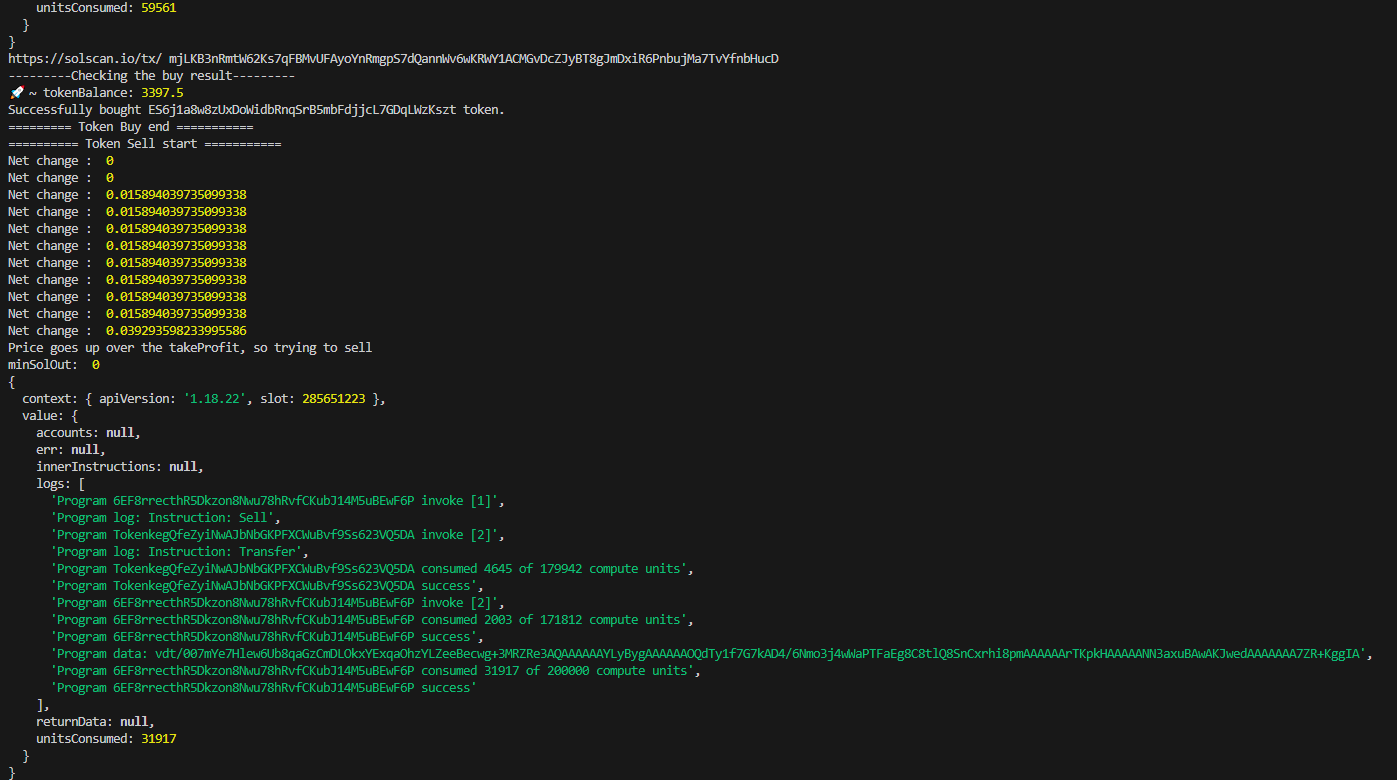 unitsConsumed: 59561
}
}
https://solscan.io/tx/ mjLKB3nRmtW62Ks7qFBMvUFAyoYnRmgpS7dQannWv6wKRWY1ACMGvDcZJyBT8gJmDxiR6PnbujMa7TvYfnbHucD
---------Checking the buy result---------
🚀 ~ tokenBalance: 3397.5
Successfully bought ES6j1a8w8zUxDoWidbRnqSrB5mbFdjjcL7GDqLWzKszt token.
========= Token Buy end ===========
========== Token Sell start ===========
Net change :  0
Net change :  0
Net change :  0.015894039735099338
Net change :  0.015894039735099338
Net change :  0.015894039735099338
Net change :  0.015894039735099338
Net change :  0.015894039735099338
Net change :  0.015894039735099338
Net change :  0.015894039735099338
Net change :  0.015894039735099338
Net change :  0.039293598233995586
Price goes up over the takeProfit, so trying to sell
minSolOut:  0
{
context: { apiVersion: '1.18.22', slot: 285651223 },
value: {
accounts: null,
err: null,
innerInstructions: null,
logs: [
'Program 6EF8rrecthR5Dkzon8Nwu78hRvfCKubJ14M5uBEwF6P invoke [1]',
'Program log: Instruction: Sell',
'Program TokenkegQfeZyiNwAJbNbGKPFXCWuBvf9Ss623VQ5DA invoke [2]',
'Program log: Instruction: Transfer',
'Program TokenkegQfeZyiNwAJbNbGKPFXCWuBvf9Ss623VQ5DA consumed 4645 of 179942 compute units',
'Program TokenkegQfeZyiNwAJbNbGKPFXCWuBvf9Ss623VQ5DA success',
'Program 6EF8rrecthR5Dkzon8Nwu78hRvfCKubJ14M5uBEwF6P invoke [2]',
'Program 6EF8rrecthR5Dkzon8Nwu78hRvfCKubJ14M5uBEwF6P consumed 2003 of 171812 compute units',
'Program 6EF8rrecthR5Dkzon8Nwu78hRvfCKubJ14M5uBEwF6P success',
'Program data: vdt/007mYe7Hlew6Ub8qaGzCmDLOkxYExqaOhzYLZeeBecwg+3MRZRe3AQAAAAAAYLyBygAAAAAAOQdTy1f7G7kAD4/6Nmo3j4wWaPTFaEg8C8tlQ8SnCxrhi8pmAAAAAArTKpkHAAAAANN3axuBAwAKJwedAAAAAAA7ZR+KggIA',
'Program 6EF8rrecthR5Dkzon8Nwu78hRvfCKubJ14M5uBEwF6P consumed 31917 of 200000 compute units',
'Program 6EF8rrecthR5Dkzon8Nwu78hRvfCKubJ14M5uBEwF6P success'
],
returnData: null,
unitsConsumed: 31917
}
}